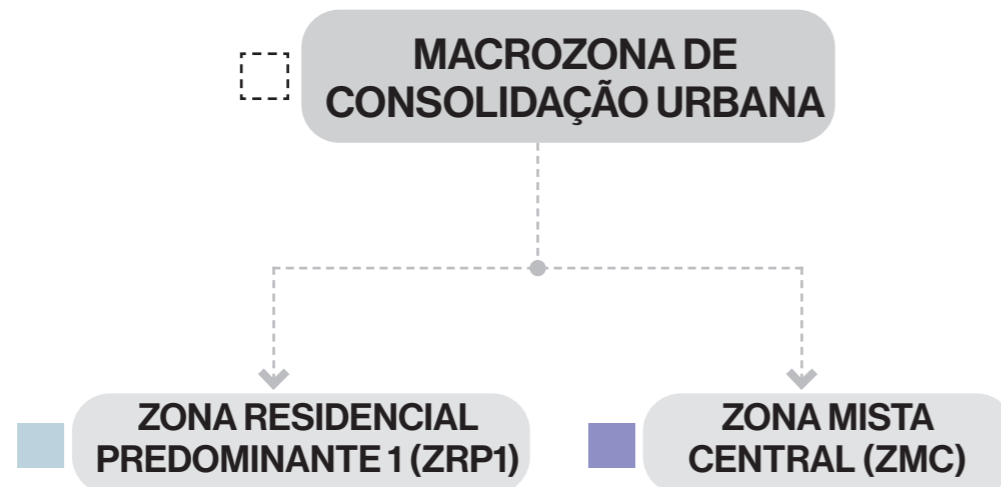 MACROZONA DE
CONSOLIDAÇÃO URBANA
ZONA RESIDENCIAL
PREDOMINANTE 1 (ZRP1)
ZONA MISTA
CENTRAL (ZMC)